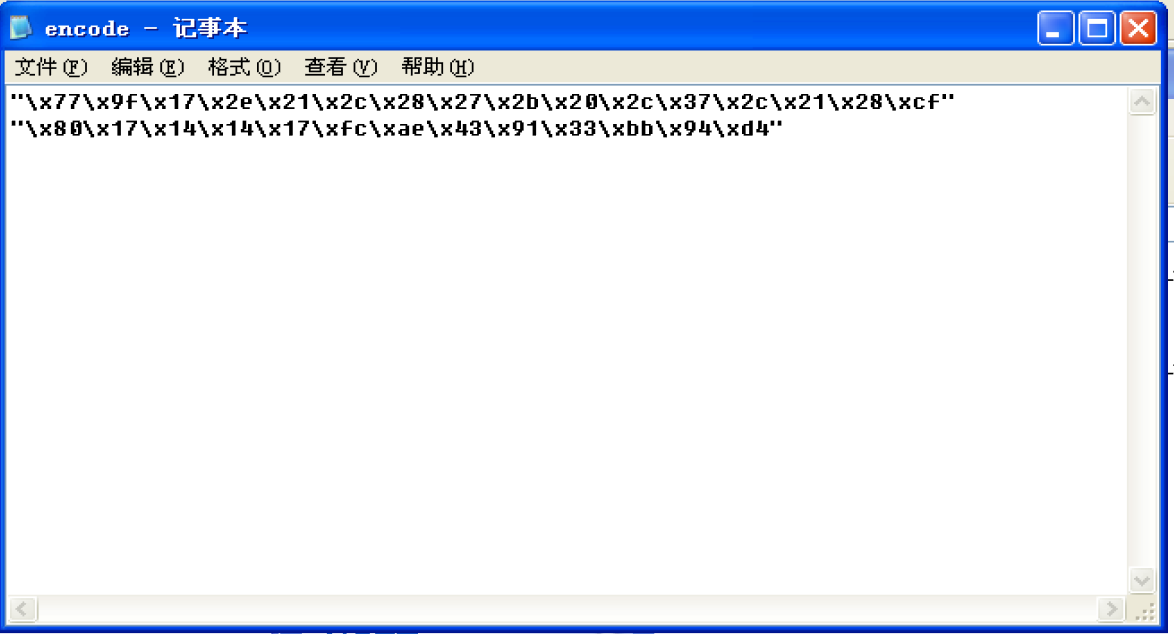 encode - 记事本
文件(F) 编辑(E) 格式(O) 查看(V) 帮助(H)
"\x77\x9f\x17\x2e\x21\x2c\x28\x27\x2b\x20\x2c\x37\x2c\x21\x28\xcf"
"\x80\x17\x14\x14\x17\xfc\xae\x43\x91\x33\xbb\x94\xd4"